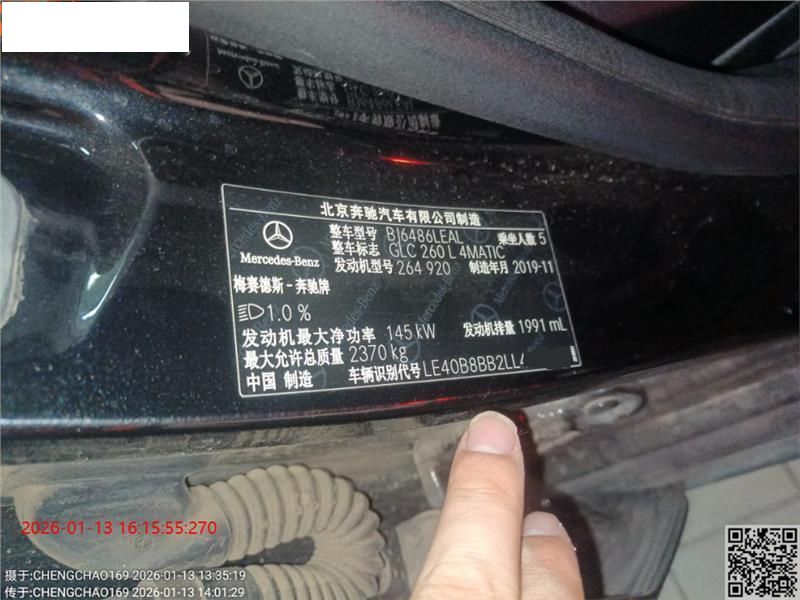 北京奔驰汽车有限公司制造
整车型号 BJ6486LEAL 乘坐人数 5
整车标志 GLC 260 L 4MATIC
发动机型号 264 920 制造年月 2019-11
Mercedes-Benz
梅赛德斯-奔驰牌
1.0 %
发动机最大净功率 145 kW 发动机排量 1991 mL
最大允许总质量 2370 kg
中国 制造 车辆识别代号 LE40B8BB2LL
2026-01-13 16:15:55:270
摄于:CHENGCHAO169 2026-01-13 13:35:19
传于:CHENGCHAO169 2026-01-13 14:01:29